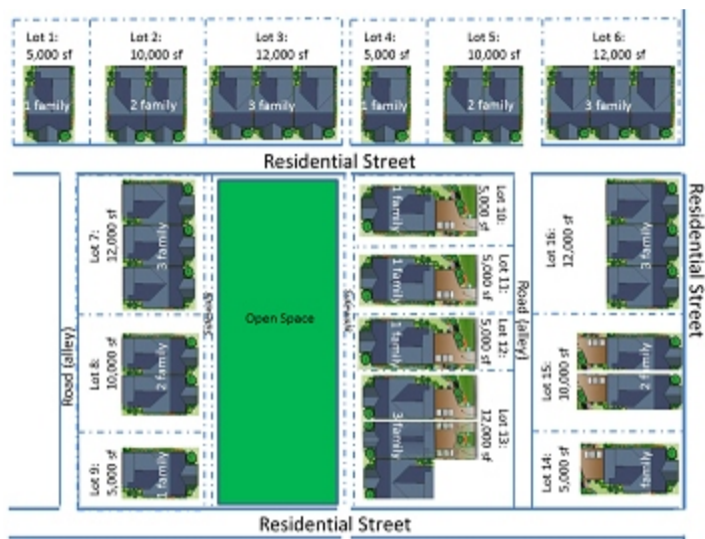 Lot 1:
5,000 sf
1 family
Lot 2:
10,000 sf
2 family
Lot 3:
12,000 sf
3 family
Lot 4:
5,000 sf
1 family
Lot 5:
10,000 sf
2 family
Lot 6:
12,000 sf
3 family
Residential Street
Residential Street
Road (alley)
Lot 7:
12,000 sf
3 family
Lot 8:
10,000 sf
2 family
Lot 9:
5,000 sf
1 family
Sidewalk
Open Space
Sidewalk
Lot 10:
5,000 sf
1 family
Lot 11:
5,000 sf
1 family
Lot 12:
5,000 sf
1 family
Lot 13:
12,000 sf
3 family
Road (alley)
Lot 16:
12,000 sf
3 family
Lot 15:
10,000 sf
2 family
Lot 14:
5,000 sf
1 family
Residential Street